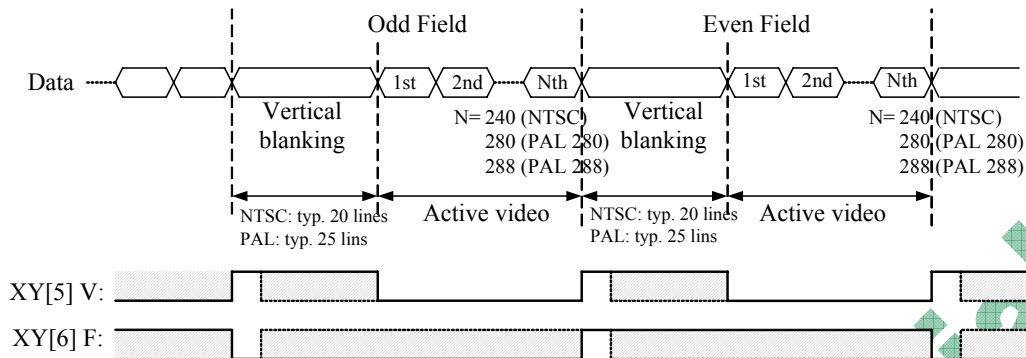 Odd Field
Even Field
Data
1st
2nd
Nth
1st
2nd
Nth
Vertical
blanking
N= 240 (NTSC)
280 (PAL 280)
288 (PAL 288)
Vertical
blanking
N= 240 (NTSC)
280 (PAL 280)
288 (PAL 288)
NTSC: typ. 20 lines
PAL: typ. 25 lins
Active video
NTSC: typ. 20 lines
PAL: typ. 25 lins
Active video
XY[5] V:
XY[6] F: